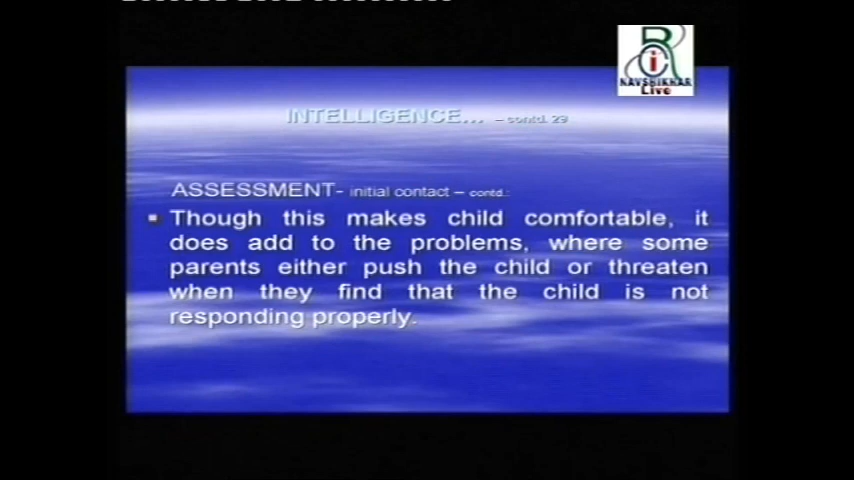 RCi
NAVSHIKHAR
Live
INTELLIGENCE... – contd. 29
ASSESSMENT- initial contact – contd.:
▪ Though this makes child comfortable, it
does add to the problems, where some
parents either push the child or threaten
when they find that the child is not
responding properly.